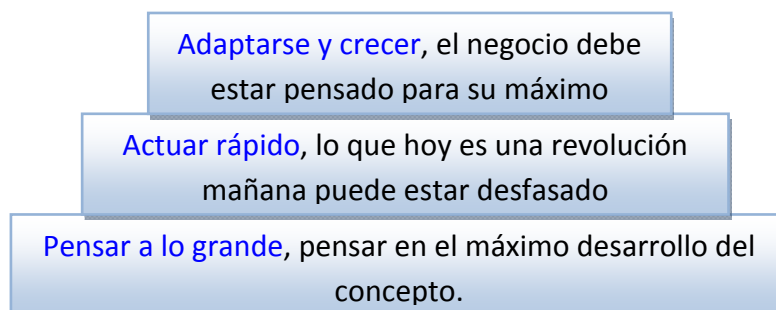 Adaptarse y crecer, el negocio debe
estar pensado para su máximo
Actuar rápido, lo que hoy es una revolución
mañana puede estar desfasado
Pensar a lo grande, pensar en el máximo desarrollo del
concepto.